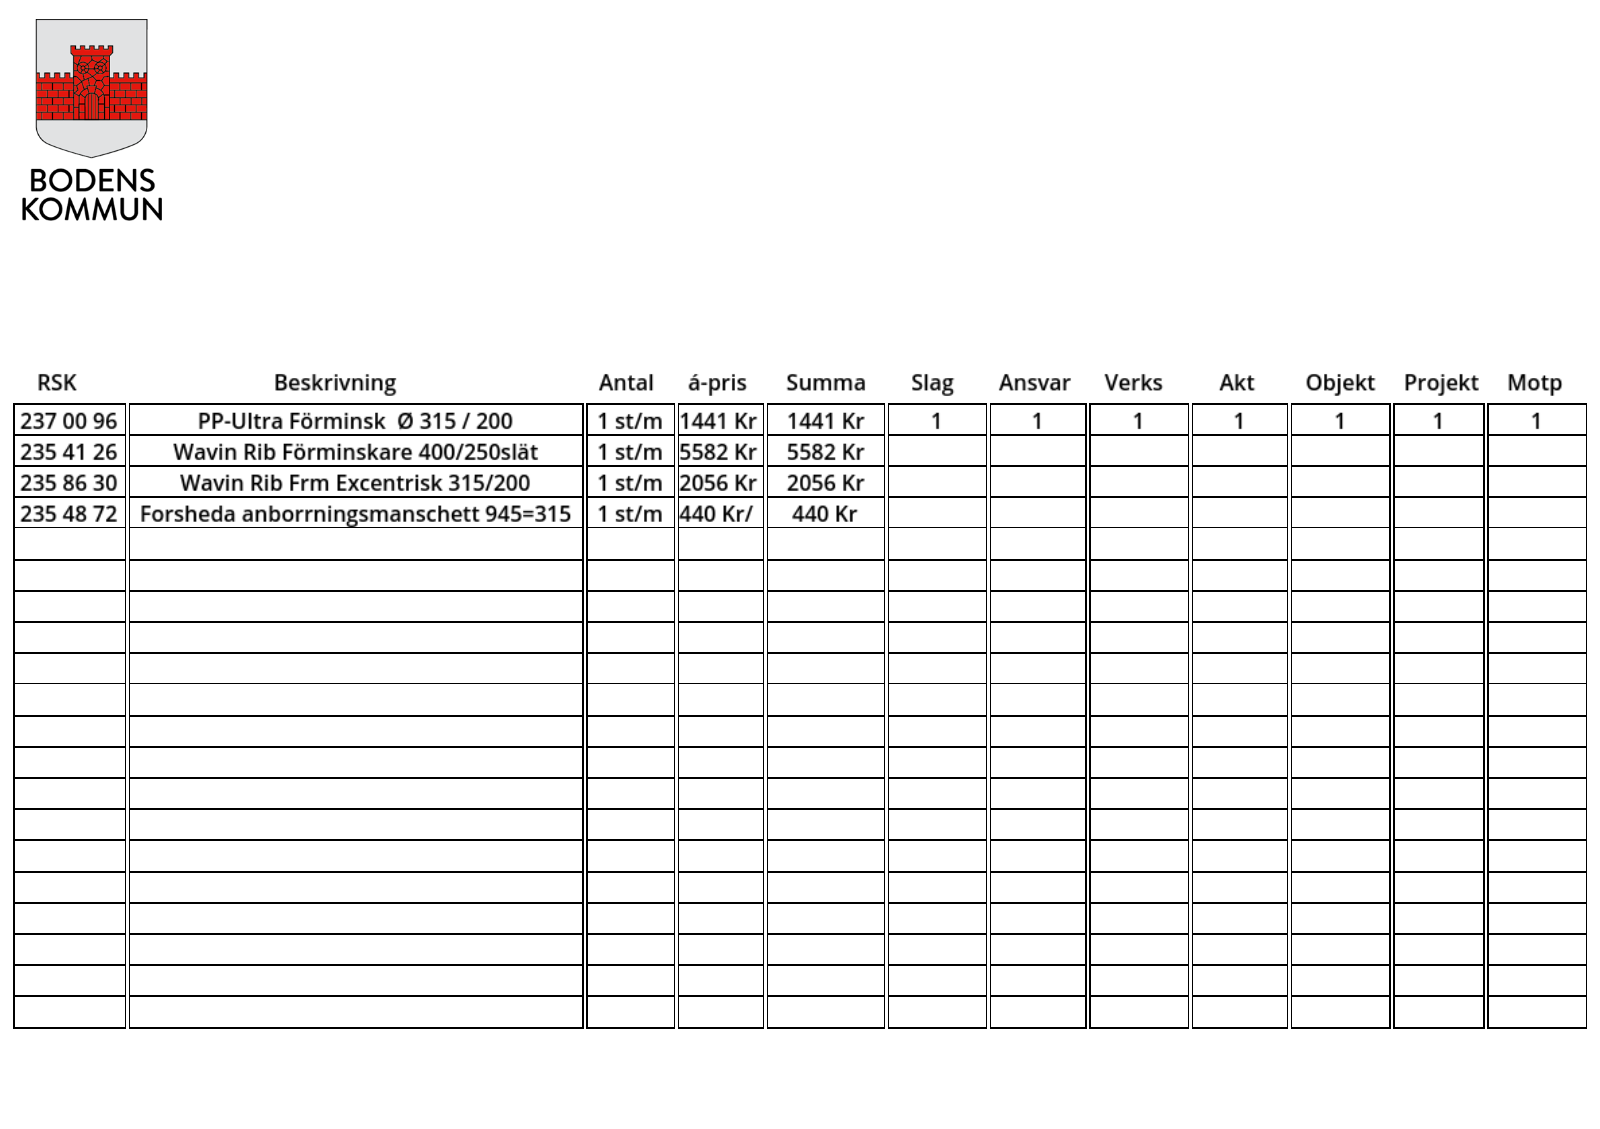 BODENS
KOMMUN
RSK Beskrivning Antal á-pris Summa Slag Ansvar Verks Akt Objekt Projekt Motp
237 00 96 PP-Ultra Förminsk Ø 315 / 200 1 st/m 1441 Kr 1441 Kr 1 1 1 1 1 1 1
235 41 26 Wavin Rib Förminskare 400/250slät 1 st/m 5582 Kr 5582 Kr
235 86 30 Wavin Rib Frm Excentrisk 315/200 1 st/m 2056 Kr 2056 Kr
235 48 72 Forsheda anborrningsmanschett 945=315 1 st/m 440 Kr/ 440 Kr